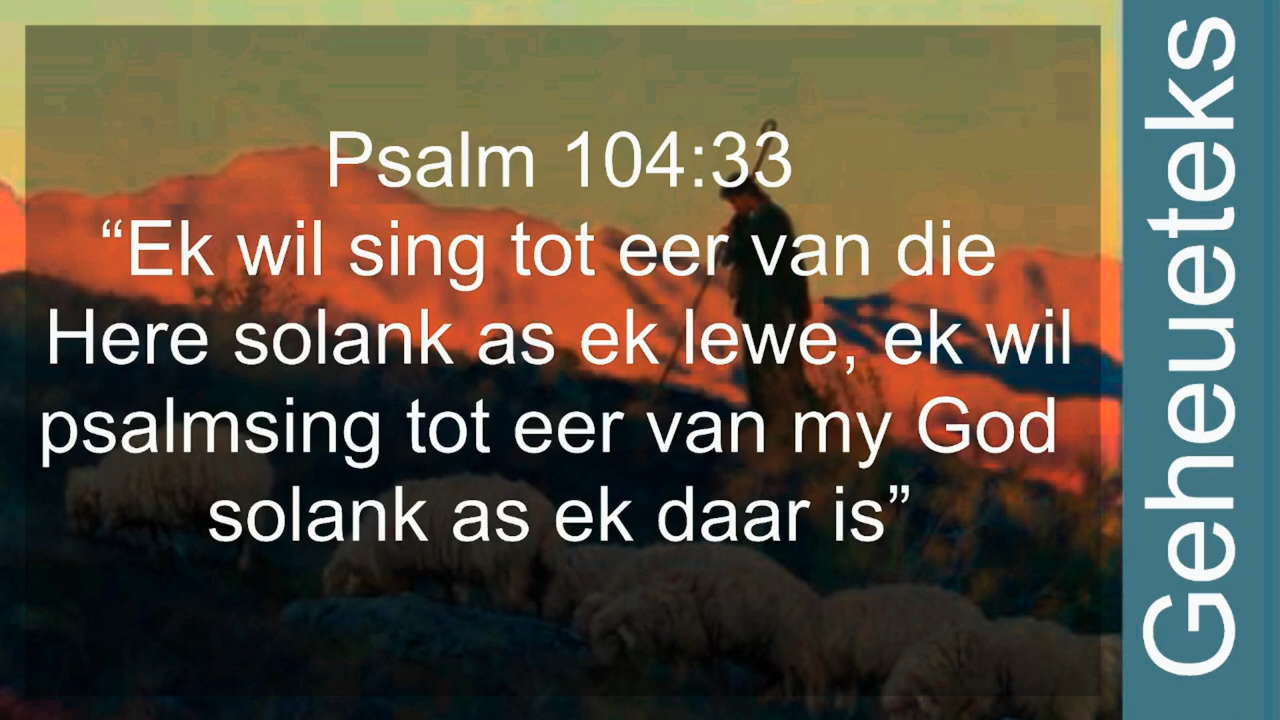 Psalm 104:33
“Ek wil sing tot eer van die
Here solank as ek lewe, ek wil
psalmsing tot eer van my God
solank as ek daar is”
Geheueteks